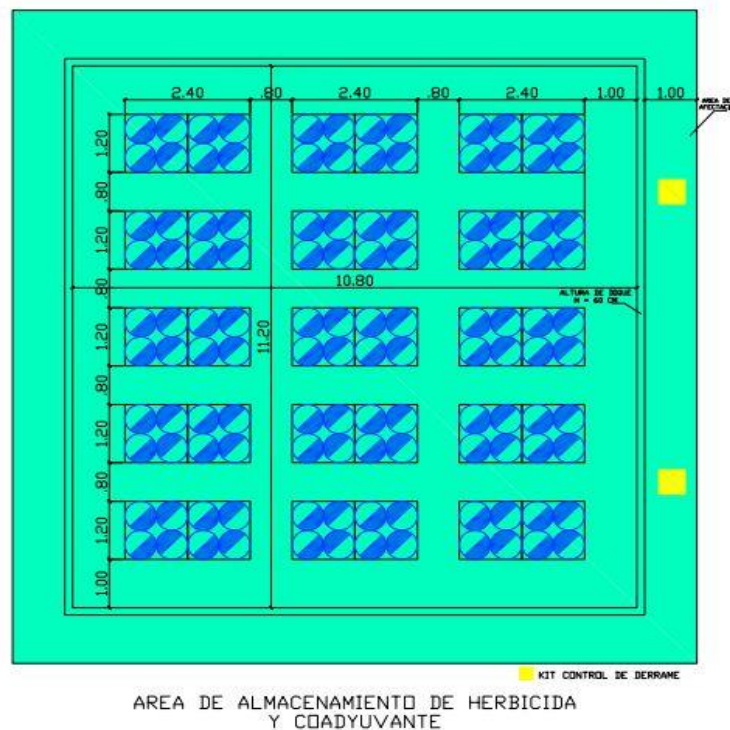 2.40 .80 2.40 .80 2.40 1.00 1.00
AREA DE
1.20
.80
1.20
.80
10.80
ALTURA DE DIQUE
H = 60 CM
1.20
11.20
.80
1.20
.80
1.20
1.00
KIT CONTROL DE DERRAME
AREA DE ALMACENAMIENTO DE HERBICIDA
Y COADYUVANTE